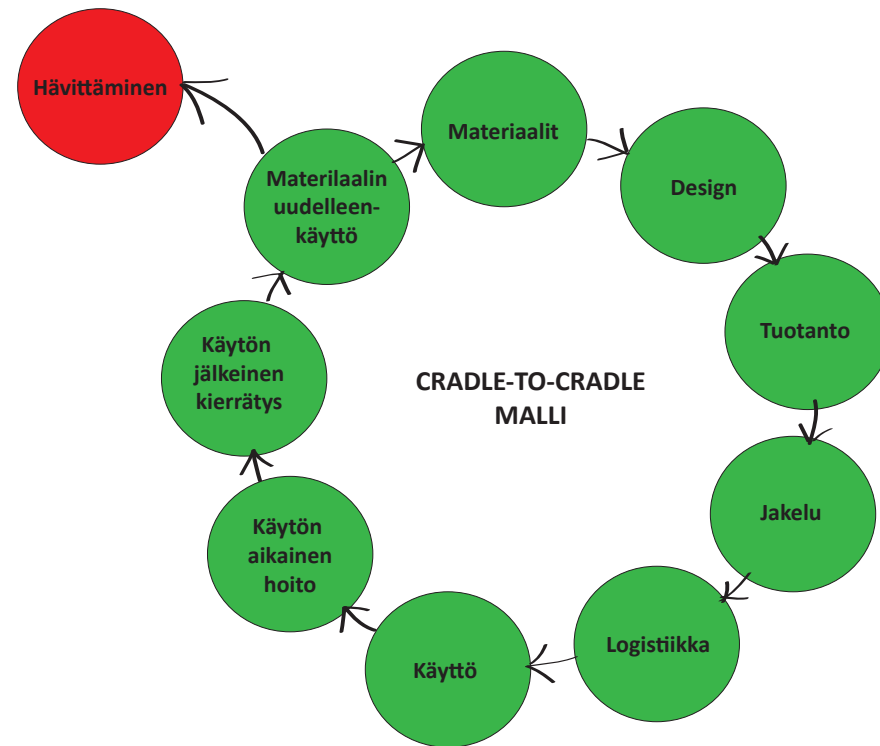 Hävittäminen
Materiaalit
Materilaalin
uudelleen-
käyttö
Design
Tuotanto
Käytön
jälkeinen
kierrätys
CRADLE-TO-CRADLE
MALLI
Jakelu
Käytön
aikainen
hoito
Logistiikka
Käyttö